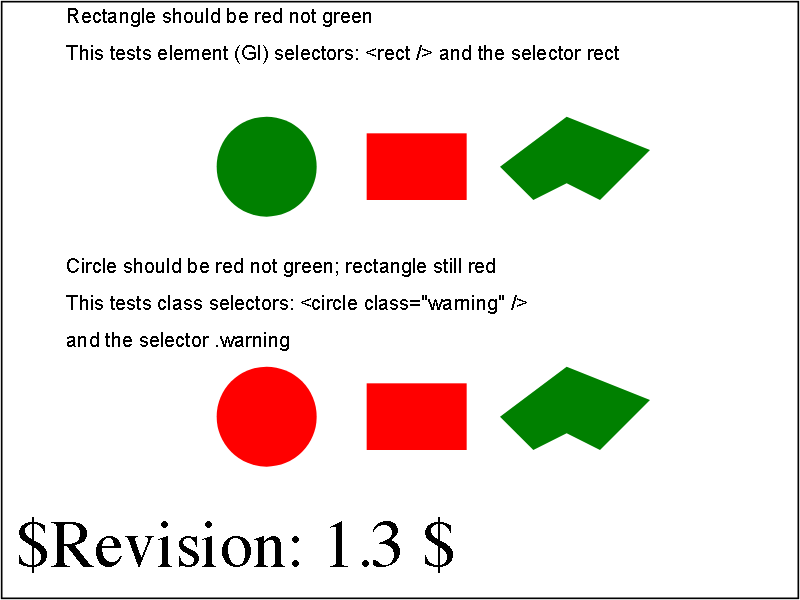 Rectangle should be red not green
This tests element (GI) selectors: <rect /> and the selector rect
Circle should be red not green; rectangle still red
This tests class selectors: <circle class="warning" />
and the selector .warning
$Revision: 1.3 $